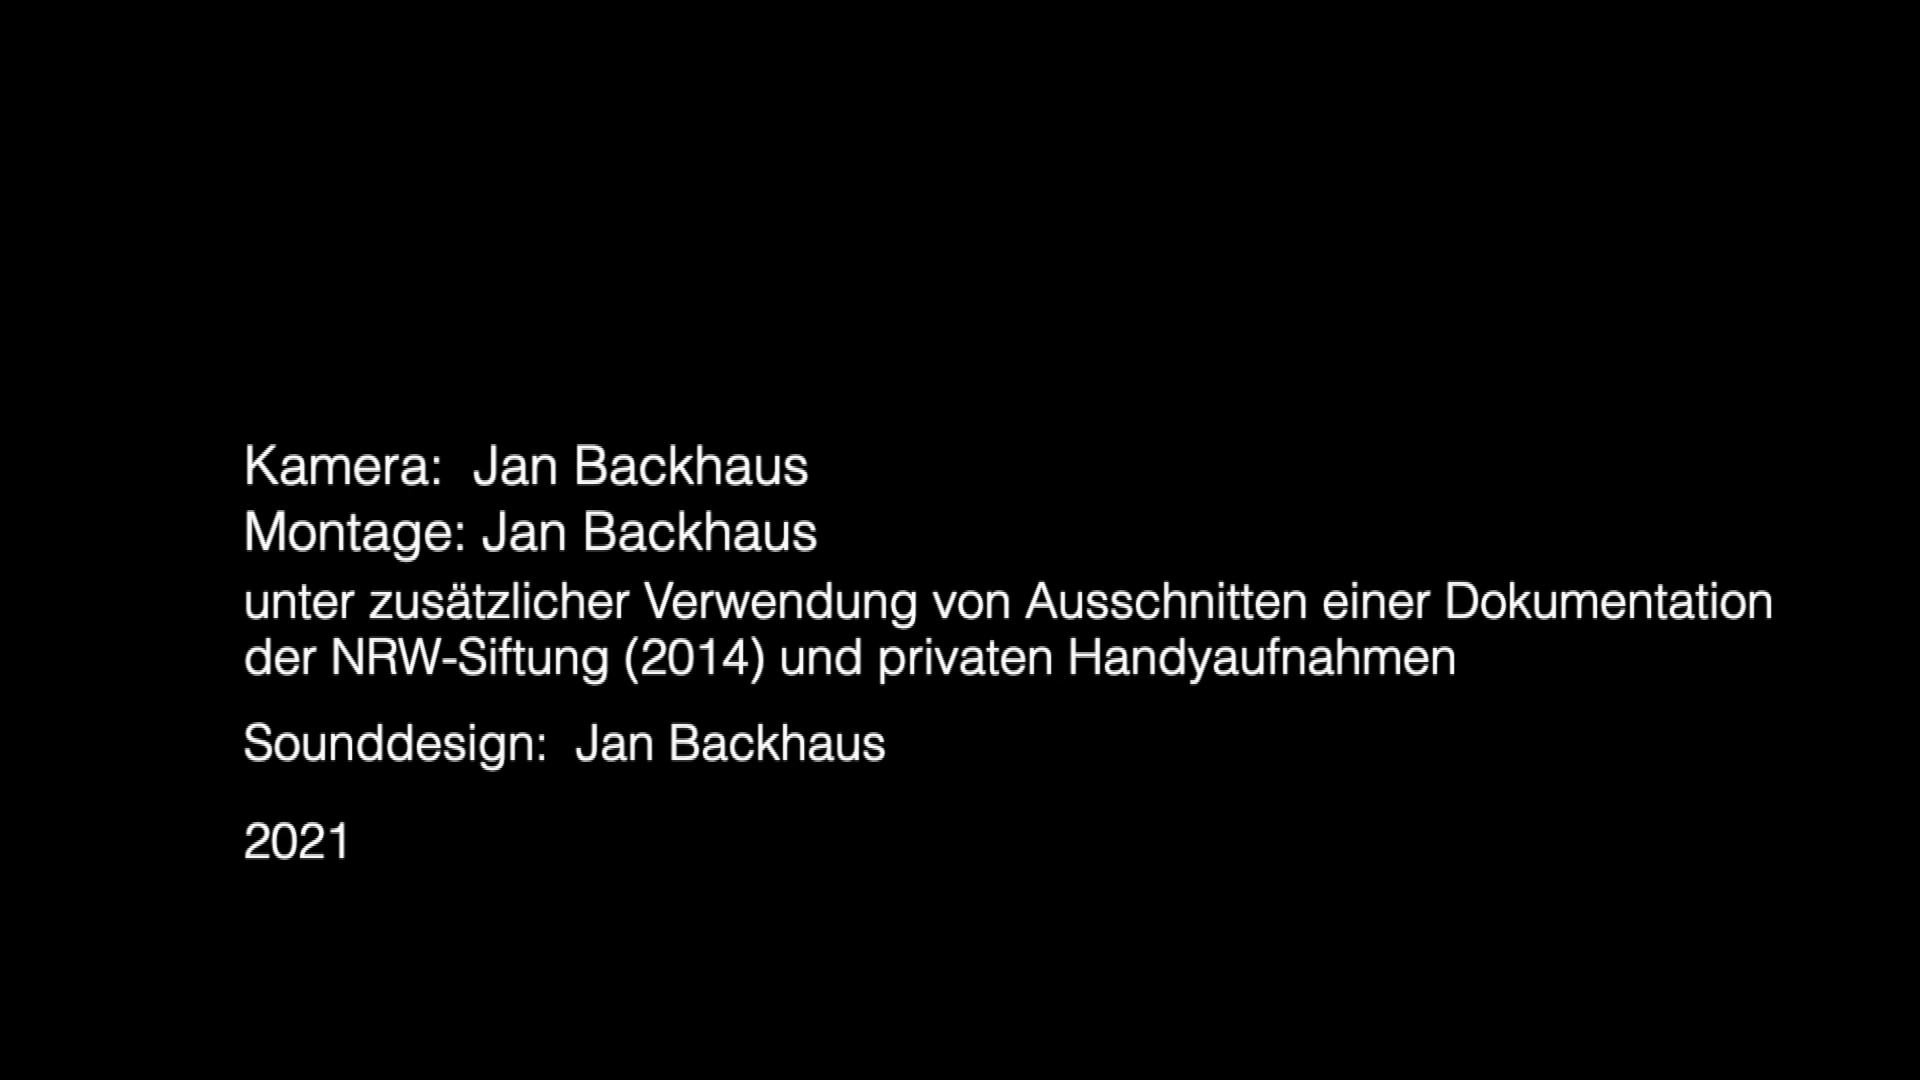 Kamera:  Jan Backhaus
Montage: Jan Backhaus
unter zusätzlicher Verwendung von Ausschnitten einer Dokumentation
der NRW-Siftung (2014) und privaten Handyaufnahmen
Sounddesign:  Jan Backhaus
2021